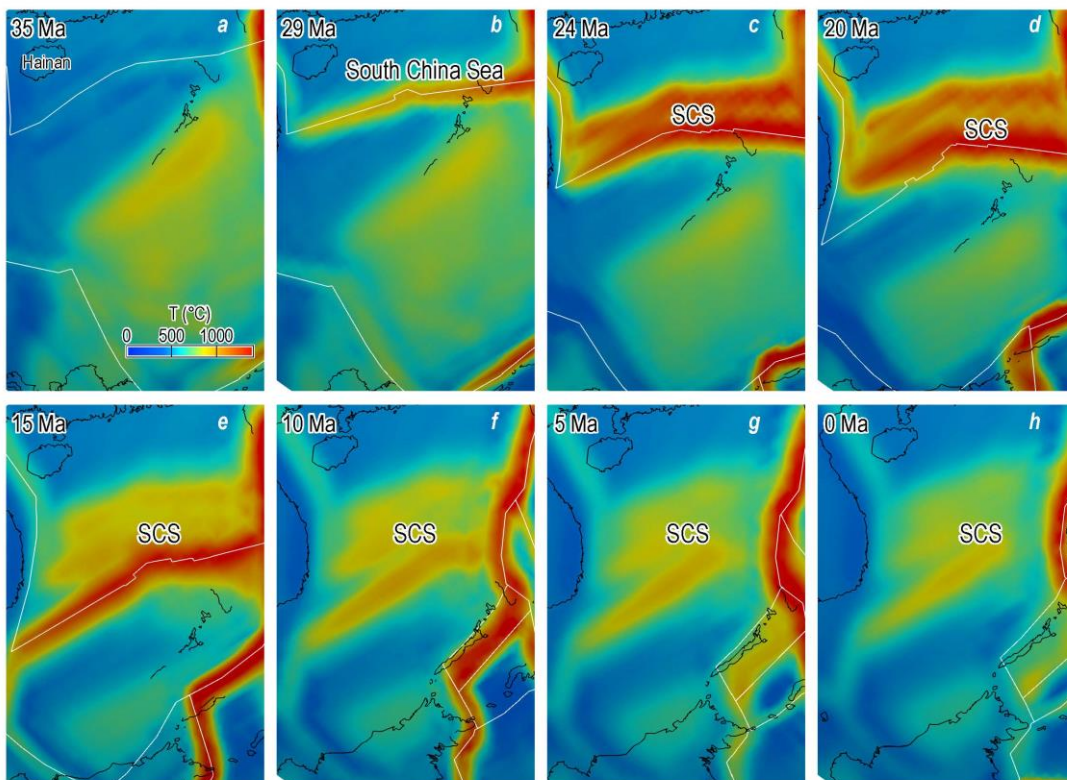 35 Ma
a
Hainan
T (°C)
0 500 1000
29 Ma
b
South China Sea
24 Ma
c
SCS
20 Ma
d
SCS
15 Ma
e
SCS
10 Ma
f
SCS
5 Ma
g
SCS
0 Ma
h
SCS